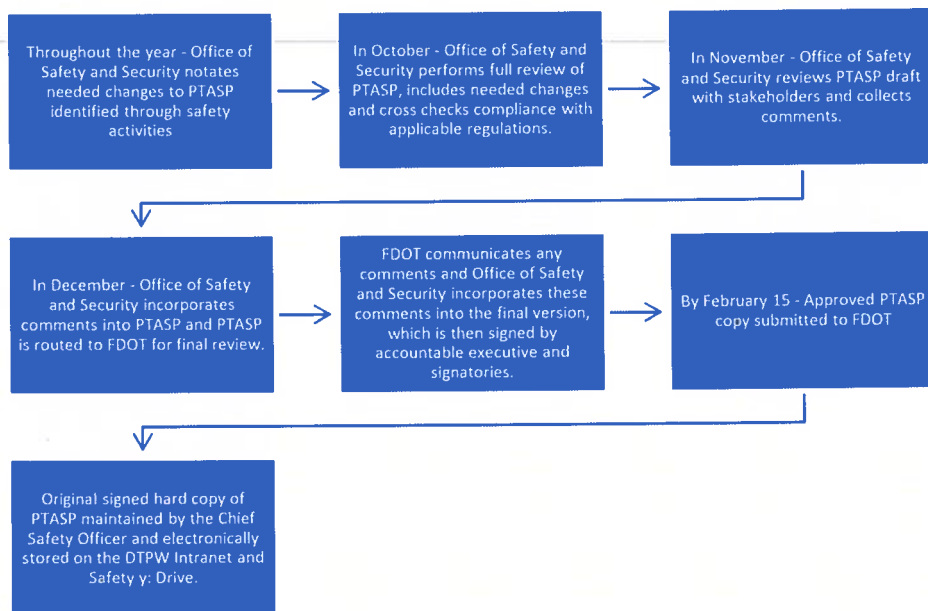 Throughout the year - Office of
Safety and Security notates
needed changes to PTASP
identified through safety
activities
In October - Office of Safety and
Security performs full review of
PTASP, includes needed changes
and cross checks compliance with
applicable regulations.
In November - Office of Safety
and Security reviews PTASP draft
with stakeholders and collects
comments.
In December - Office of Safety
and Security incorporates
comments into PTASP and PTASP
is routed to FDOT for final review.
FDOT communicates any
comments and Office of Safety
and Security incorporates these
comments into the final version,
which is then signed by
accountable executive and
signatories.
By February 15 - Approved PTASP
copy submitted to FDOT
Original signed hard copy of
PTASP maintained by the Chief
Safety Officer and electronically
stored on the DTPW Intranet and
Safety y: Drive.